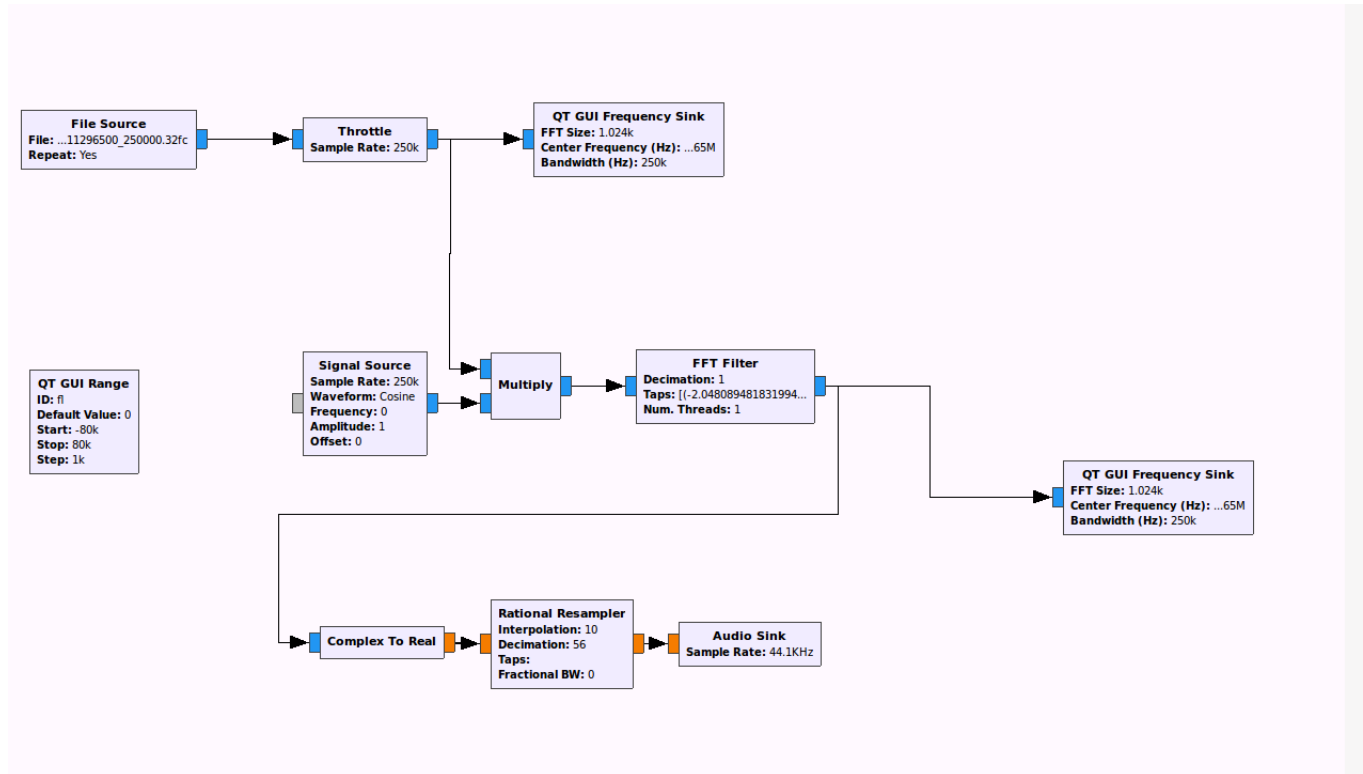 File Source
File: ...11296500_250000.32fc
Repeat: Yes
Throttle
Sample Rate: 250k
QT GUI Frequency Sink
FFT Size: 1.024k
Center Frequency (Hz): ...65M
Bandwidth (Hz): 250k
QT GUI Range
ID: fl
Default Value: 0
Start: -80k
Stop: 80k
Step: 1k
Signal Source
Sample Rate: 250k
Waveform: Cosine
Frequency: 0
Amplitude: 1
Offset: 0
Multiply
FFT Filter
Decimation: 1
Taps: [(-2.048089481831994...
Num. Threads: 1
QT GUI Frequency Sink
FFT Size: 1.024k
Center Frequency (Hz): ...65M
Bandwidth (Hz): 250k
Complex To Real
Rational Resampler
Interpolation: 10
Decimation: 56
Taps:
Fractional BW: 0
Audio Sink
Sample Rate: 44.1KHz